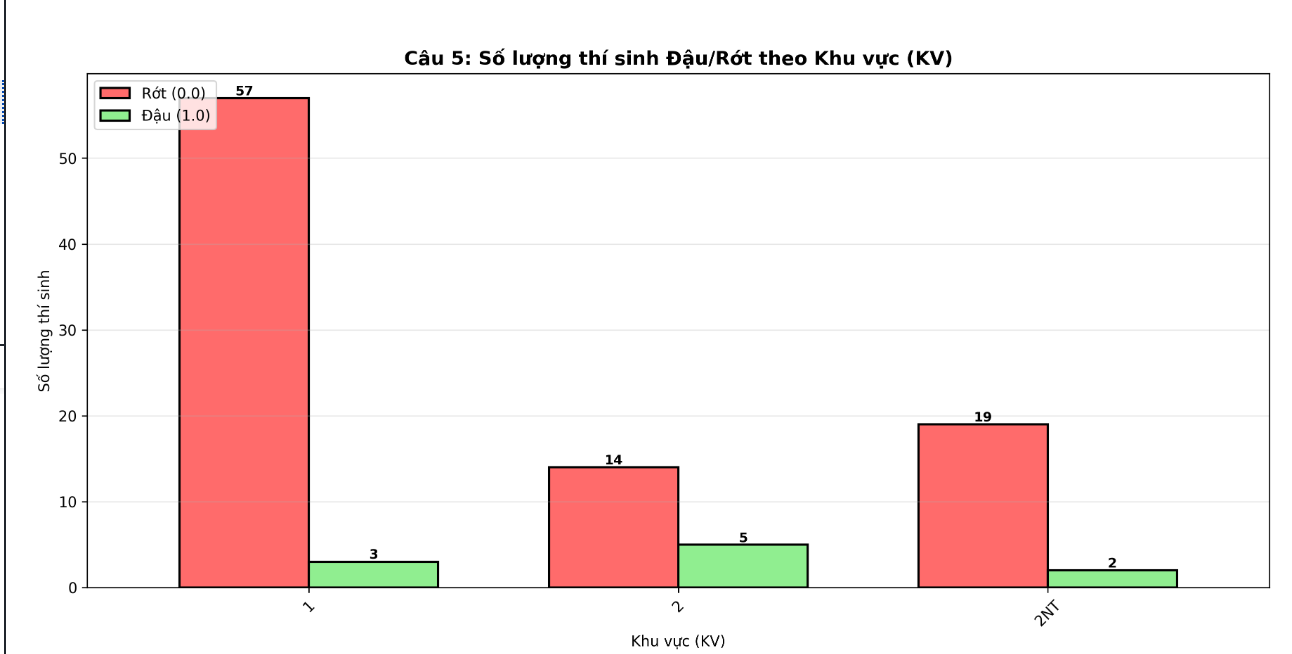 Câu 5: Số lượng thí sinh Đậu/Rớt theo Khu vực (KV)
Rớt (0.0)
Đậu (1.0)
57
3
14
5
19
2
50
40
30
20
10
0
Số lượng thí sinh
1
2
2NT
Khu vực (KV)